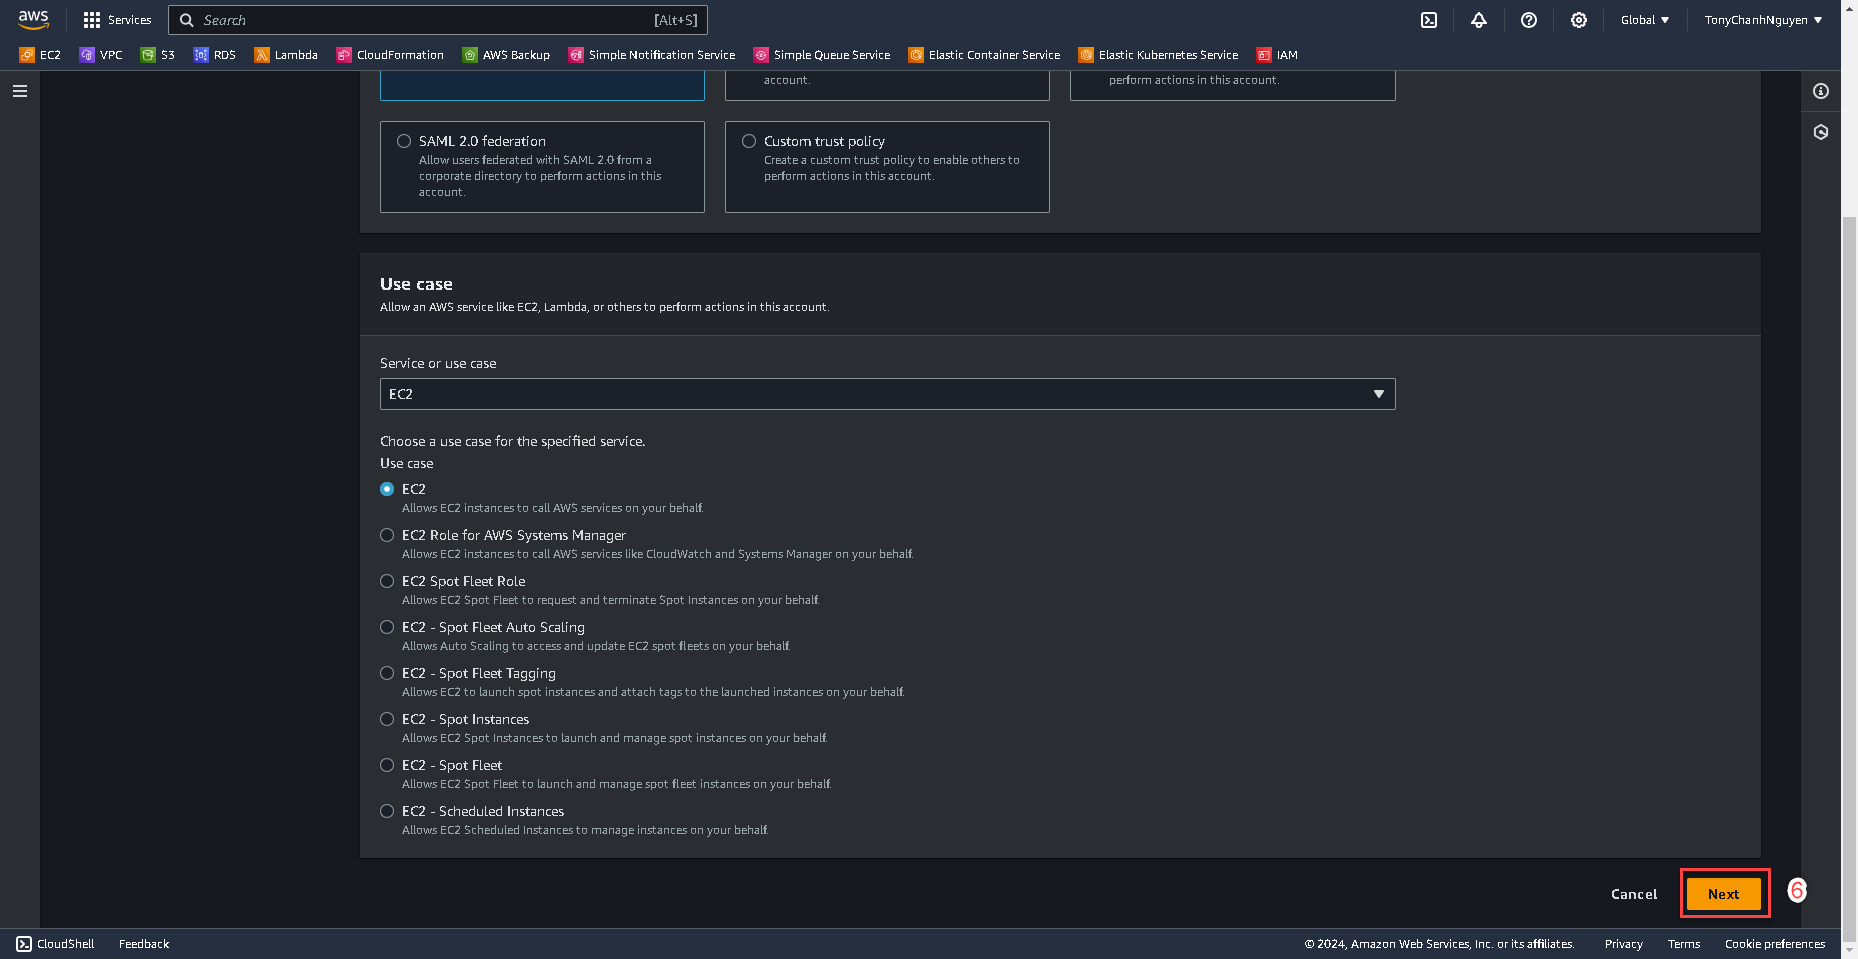 aws
Services
Search [Alt+S]
Global ▼
TonyChanhNguyen ▼
EC2 VPC S3 RDS Lambda CloudFormation AWS Backup Simple Notification Service Simple Queue Service Elastic Container Service Elastic Kubernetes Service IAM
account.
perform actions in this account.
SAML 2.0 federation
Allow users federated with SAML 2.0 from a
corporate directory to perform actions in this
account.
Custom trust policy
Create a custom trust policy to enable others to
perform actions in this account.
Use case
Allow an AWS service like EC2, Lambda, or others to perform actions in this account.
Service or use case
EC2
Choose a use case for the specified service.
Use case
EC2
Allows EC2 instances to call AWS services on your behalf.
EC2 Role for AWS Systems Manager
Allows EC2 instances to call AWS services like CloudWatch and Systems Manager on your behalf.
EC2 Spot Fleet Role
Allows EC2 Spot Fleet to request and terminate Spot Instances on your behalf.
EC2 - Spot Fleet Auto Scaling
Allows Auto Scaling to access and update EC2 spot fleets on your behalf.
EC2 - Spot Fleet Tagging
Allows EC2 to launch spot instances and attach tags to the launched instances on your behalf.
EC2 - Spot Instances
Allows EC2 Spot Instances to launch and manage spot instances on your behalf.
EC2 - Spot Fleet
Allows EC2 Spot Fleet to launch and manage spot fleet instances on your behalf.
EC2 - Scheduled Instances
Allows EC2 Scheduled Instances to manage instances on your behalf.
Cancel
Next
6
CloudShell Feedback
© 2024, Amazon Web Services, Inc. or its affiliates. Privacy Terms Cookie preferences